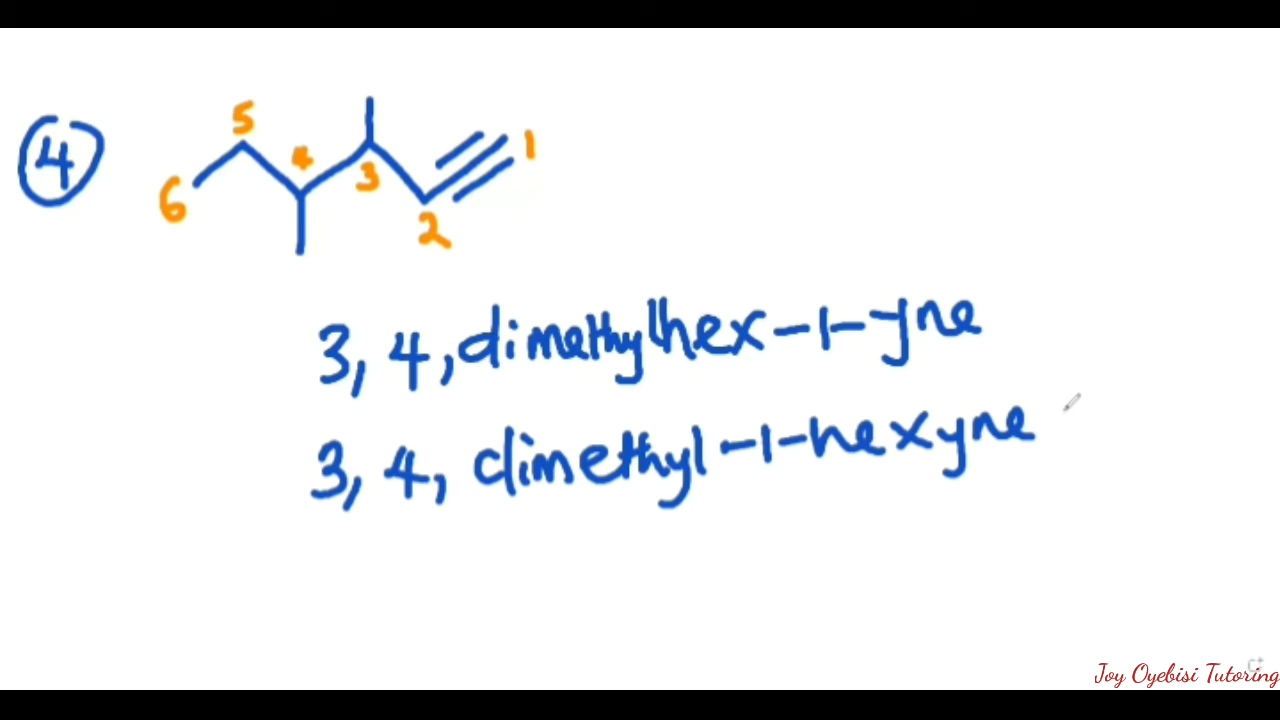 4
5
4
6
3
1
2
3, 4, dimethylhex-1-yne
3, 4, dimethyl-1-hexyne
Joy Oyebisi Tutoring